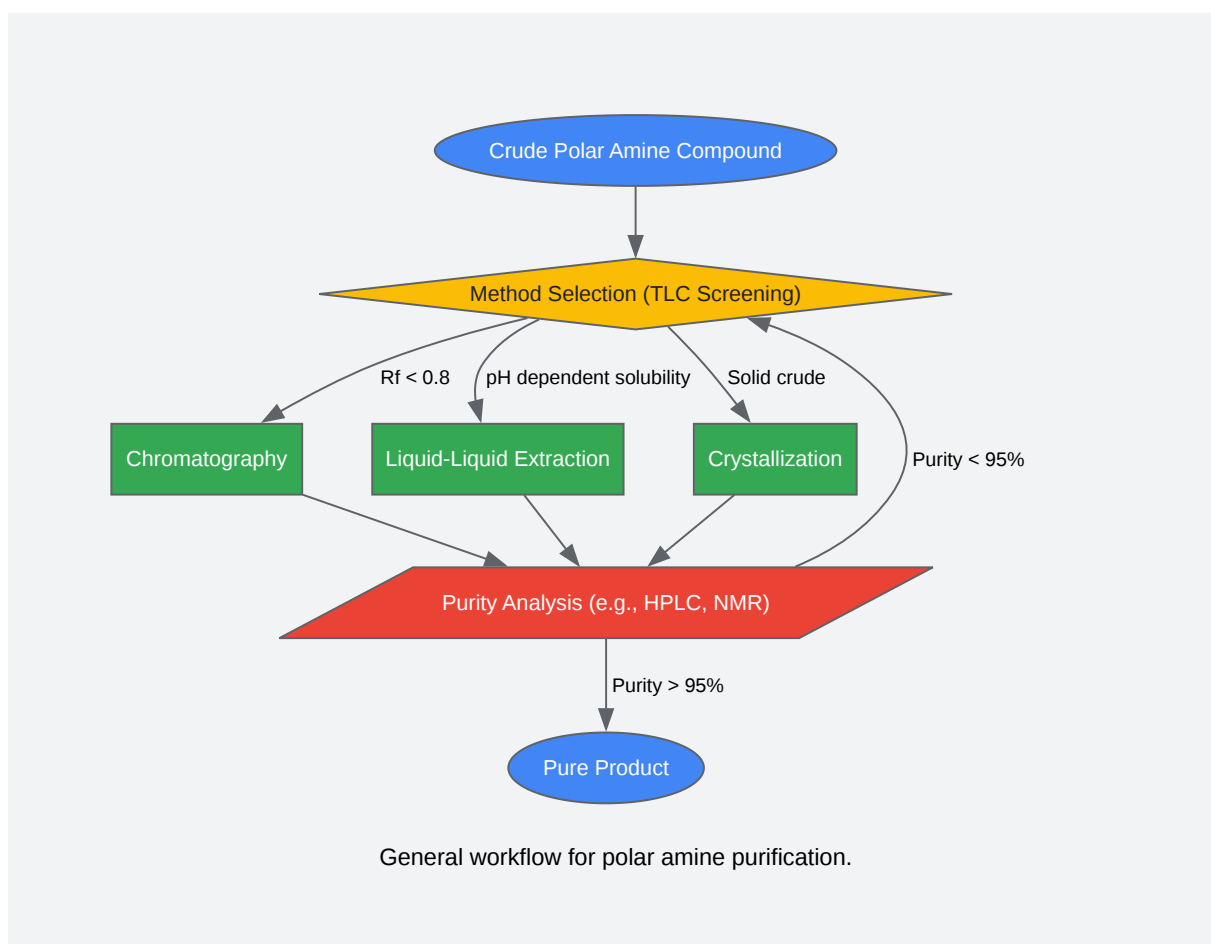 Crude Polar Amine Compound
Method Selection (TLC Screening)
Rf < 0.8
pH dependent solubility
Solid crude
Chromatography
Liquid-Liquid Extraction
Crystallization
Purity < 95%
Purity Analysis (e.g., HPLC, NMR)
Purity > 95%
Pure Product
General workflow for polar amine purification.